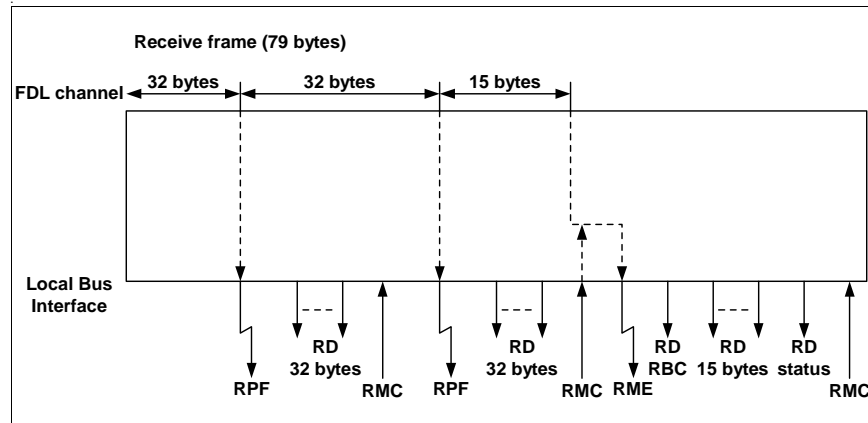 Receive frame (79 bytes)
32 bytes
32 bytes
15 bytes
FDL channel
Local Bus
Interface
RD
32 bytes
RD
32 bytes
RD
RBC
RD
15 bytes
RD
status
RPF
RMC
RPF
RMC
RME
RMC